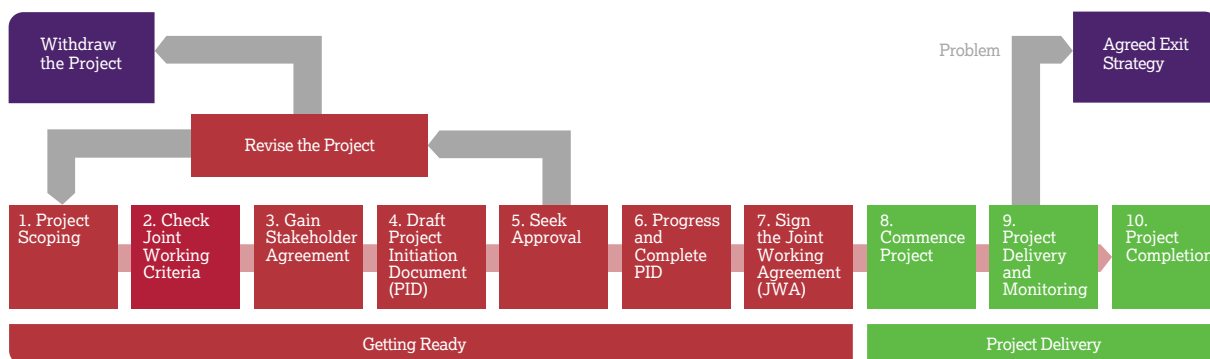 Withdraw
the Project
Problem
Agreed Exit
Strategy
Revise the Project
1. Project
Scoping
2. Check
Joint
Working
Criteria
3. Gain
Stakeholder
Agreement
4. Draft
Project
Initiation
Document
(PID)
5. Seek
Approval
6. Progress
and
Complete
PID
7. Sign
the Joint
Working
Agreement
(JWA)
8.
Commence
Project
9.
Project
Delivery
and
Monitoring
10.
Project
Completion
Getting Ready
Project Delivery